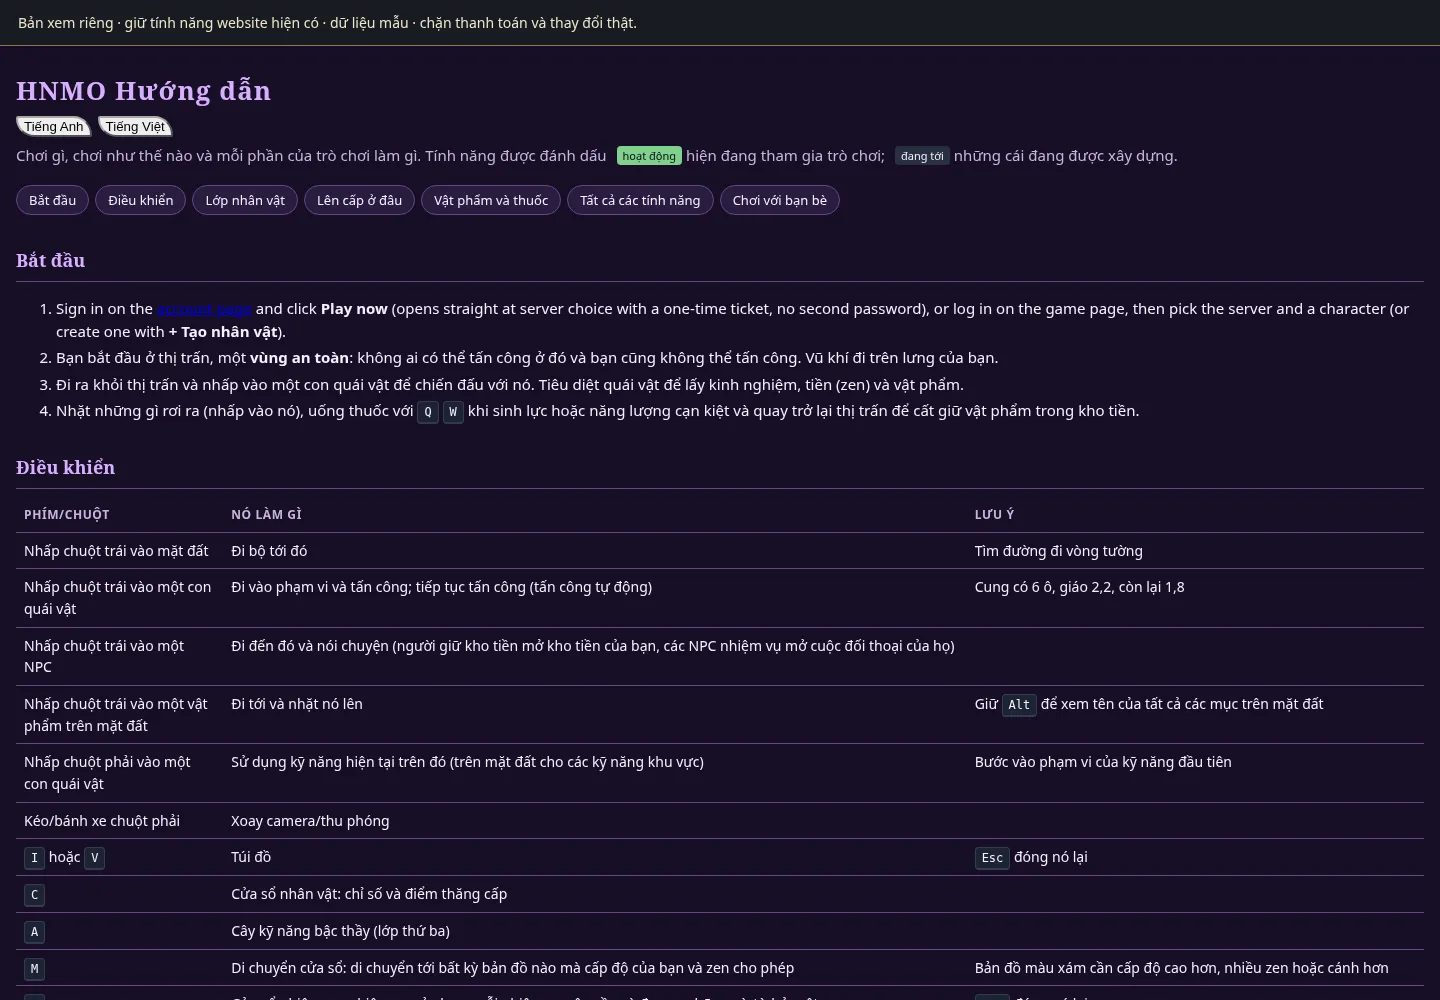 Bản xem riêng · giữ tính năng website hiện có · dữ liệu mẫu · chặn thanh toán và thay đổi thật.
HNMO Hướng dẫn
Tiếng Anh Tiếng Việt
Chơi gì, chơi như thế nào và mỗi phần của trò chơi làm gì. Tính năng được đánh dấu hoạt động hiện đang tham gia trò chơi; đang tới những cái đang được xây dựng.
Bắt đầu Điều khiển Lớp nhân vật Lên cấp ở đâu Vật phẩm và thuốc Tất cả các tính năng Chơi với bạn bè
Bắt đầu
1. Sign in on the account page and click Play now (opens straight at server choice with a one-time ticket, no second password), or log in on the game page, then pick the server and a character (or
create one with + Tạo nhân vật).
2. Bạn bắt đầu ở thị trấn, một vùng an toàn: không ai có thể tấn công ở đó và bạn cũng không thể tấn công. Vũ khí đi trên lưng của bạn.
3. Đi ra khỏi thị trấn và nhấp vào một con quái vật để chiến đấu với nó. Tiêu diệt quái vật để lấy kinh nghiệm, tiền (zen) và vật phẩm.
4. Nhặt những gì rơi ra (nhấp vào nó), uống thuốc với Q W khi sinh lực hoặc năng lượng cạn kiệt và quay trở lại thị trấn để cất giữ vật phẩm trong kho tiền.
Điều khiển
PHÍM/CHUỘT NÓ LÀM GÌ LƯU Ý
Nhấp chuột trái vào mặt đất Đi bộ tới đó Tìm đường đi vòng tường
Nhấp chuột trái vào một con Đi vào phạm vi và tấn công; tiếp tục tấn công (tấn công tự động) Cung có 6 ô, giáo 2,2, còn lại 1,8
quái vật
Nhấp chuột trái vào một Đi đến đó và nói chuyện (người giữ kho tiền mở kho tiền của bạn, các NPC nhiệm vụ mở cuộc đối thoại của họ)
NPC
Nhấp chuột trái vào một vật Đi tới và nhặt nó lên Giữ Alt để xem tên của tất cả các mục trên mặt đất
phẩm trên mặt đất
Nhấp chuột phải vào một Sử dụng kỹ năng hiện tại trên đó (trên mặt đất cho các kỹ năng khu vực) Bước vào phạm vi của kỹ năng đầu tiên
con quái vật
Kéo/bánh xe chuột phải Xoay camera/thu phóng
I hoặc V Túi đồ Esc đóng nó lại
C Cửa sổ nhân vật: chỉ số và điểm thăng cấp
A Cây kỹ năng bậc thầy (lớp thứ ba)
M Di chuyển cửa sổ: di chuyển tới bất kỳ bản đồ nào mà cấp độ của bạn và zen cho phép Bản đồ màu xám cần cấp độ cao hơn, nhiều zen hoặc cánh hơn